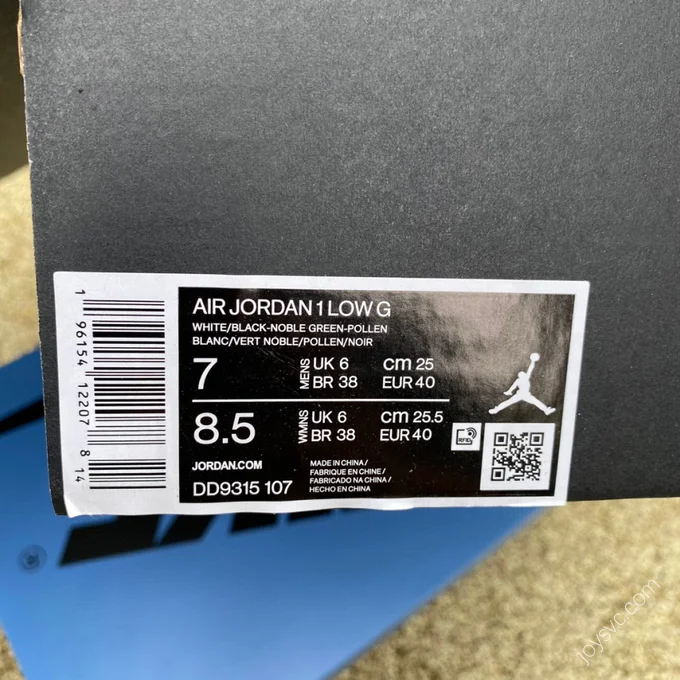 AIR JORDAN 1 LOW G
WHITE/BLACK-NOBLE GREEN-POLLEN
BLANC/VERT NOBLE/POLLEN/NOIR
7 MENS UK 6 cm 25
BR 38 EUR 40
8.5 WMNS UK 6 cm 25.5
BR 38 EUR 40
JORDAN.COM
DD9315 107
MADE IN CHINA/
FABRIQUE EN CHINE/
FABRICADO NA CHINA/
HECHO EN CHINA
RFID
1 96154 12207 8 14
®
joysvc.com